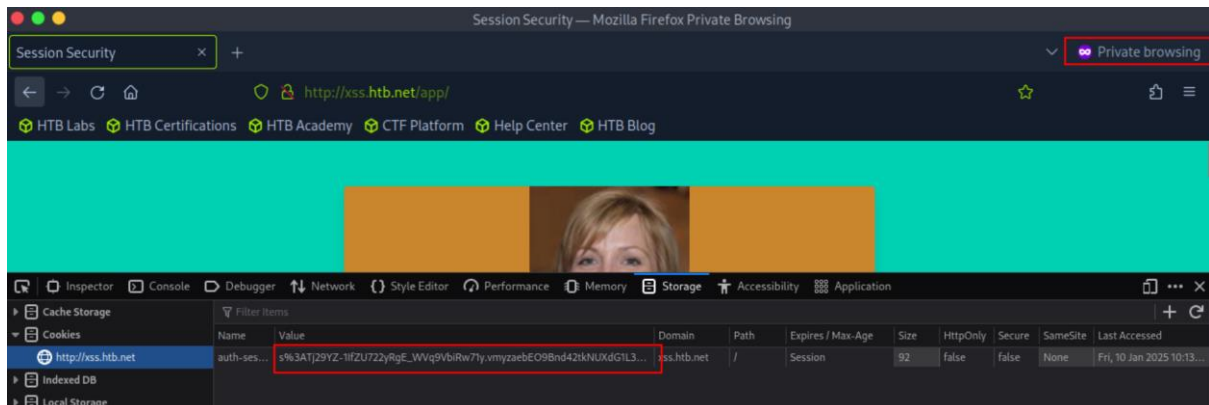 Session Security — Mozilla Firefox Private Browsing
Session Security × + Private browsing
http://xss.htb.net/app/
HTB Labs HTB Certifications HTB Academy CTF Platform Help Center HTB Blog
Inspector Console Debugger Network {} Style Editor Performance Memory Storage Accessibility Application
Cache Storage Filter Items
Cookies Name Value Domain Path Expires / Max-Age Size HttpOnly Secure SameSite Last Accessed
http://xss.htb.net auth-ses... xss.htb.net / Session 92 false false None Fri, 10 Jan 2025 10:13...
Indexed DB
Local Storage